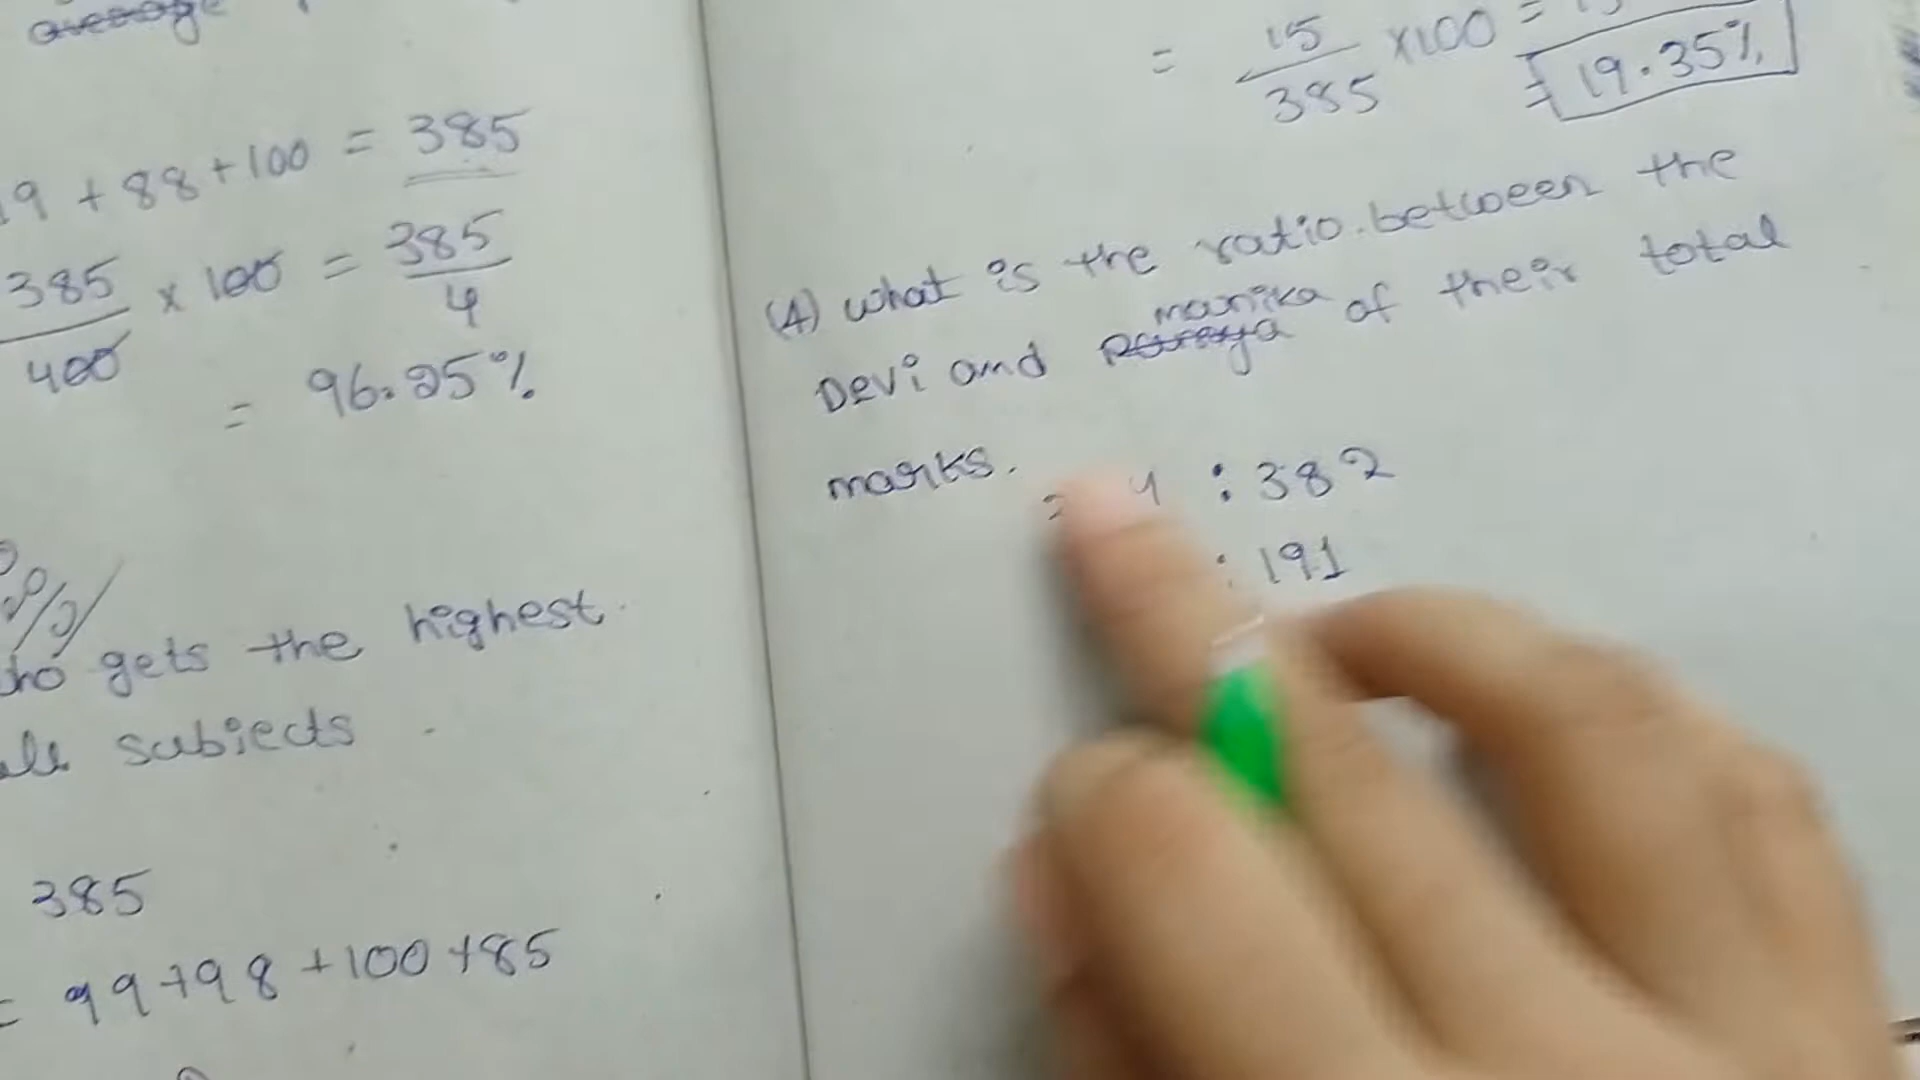 average
9 + 88 + 100 = 385
385/400 x 100 = 385/4
= 96.25%
gets the highest
subjects
385
= 99 + 98 + 100 + 85
= 15/385 x 100 =
= 19.35%
(4) what is the ratio between the
Devi and manika of their total
marks.
: 382
: 191